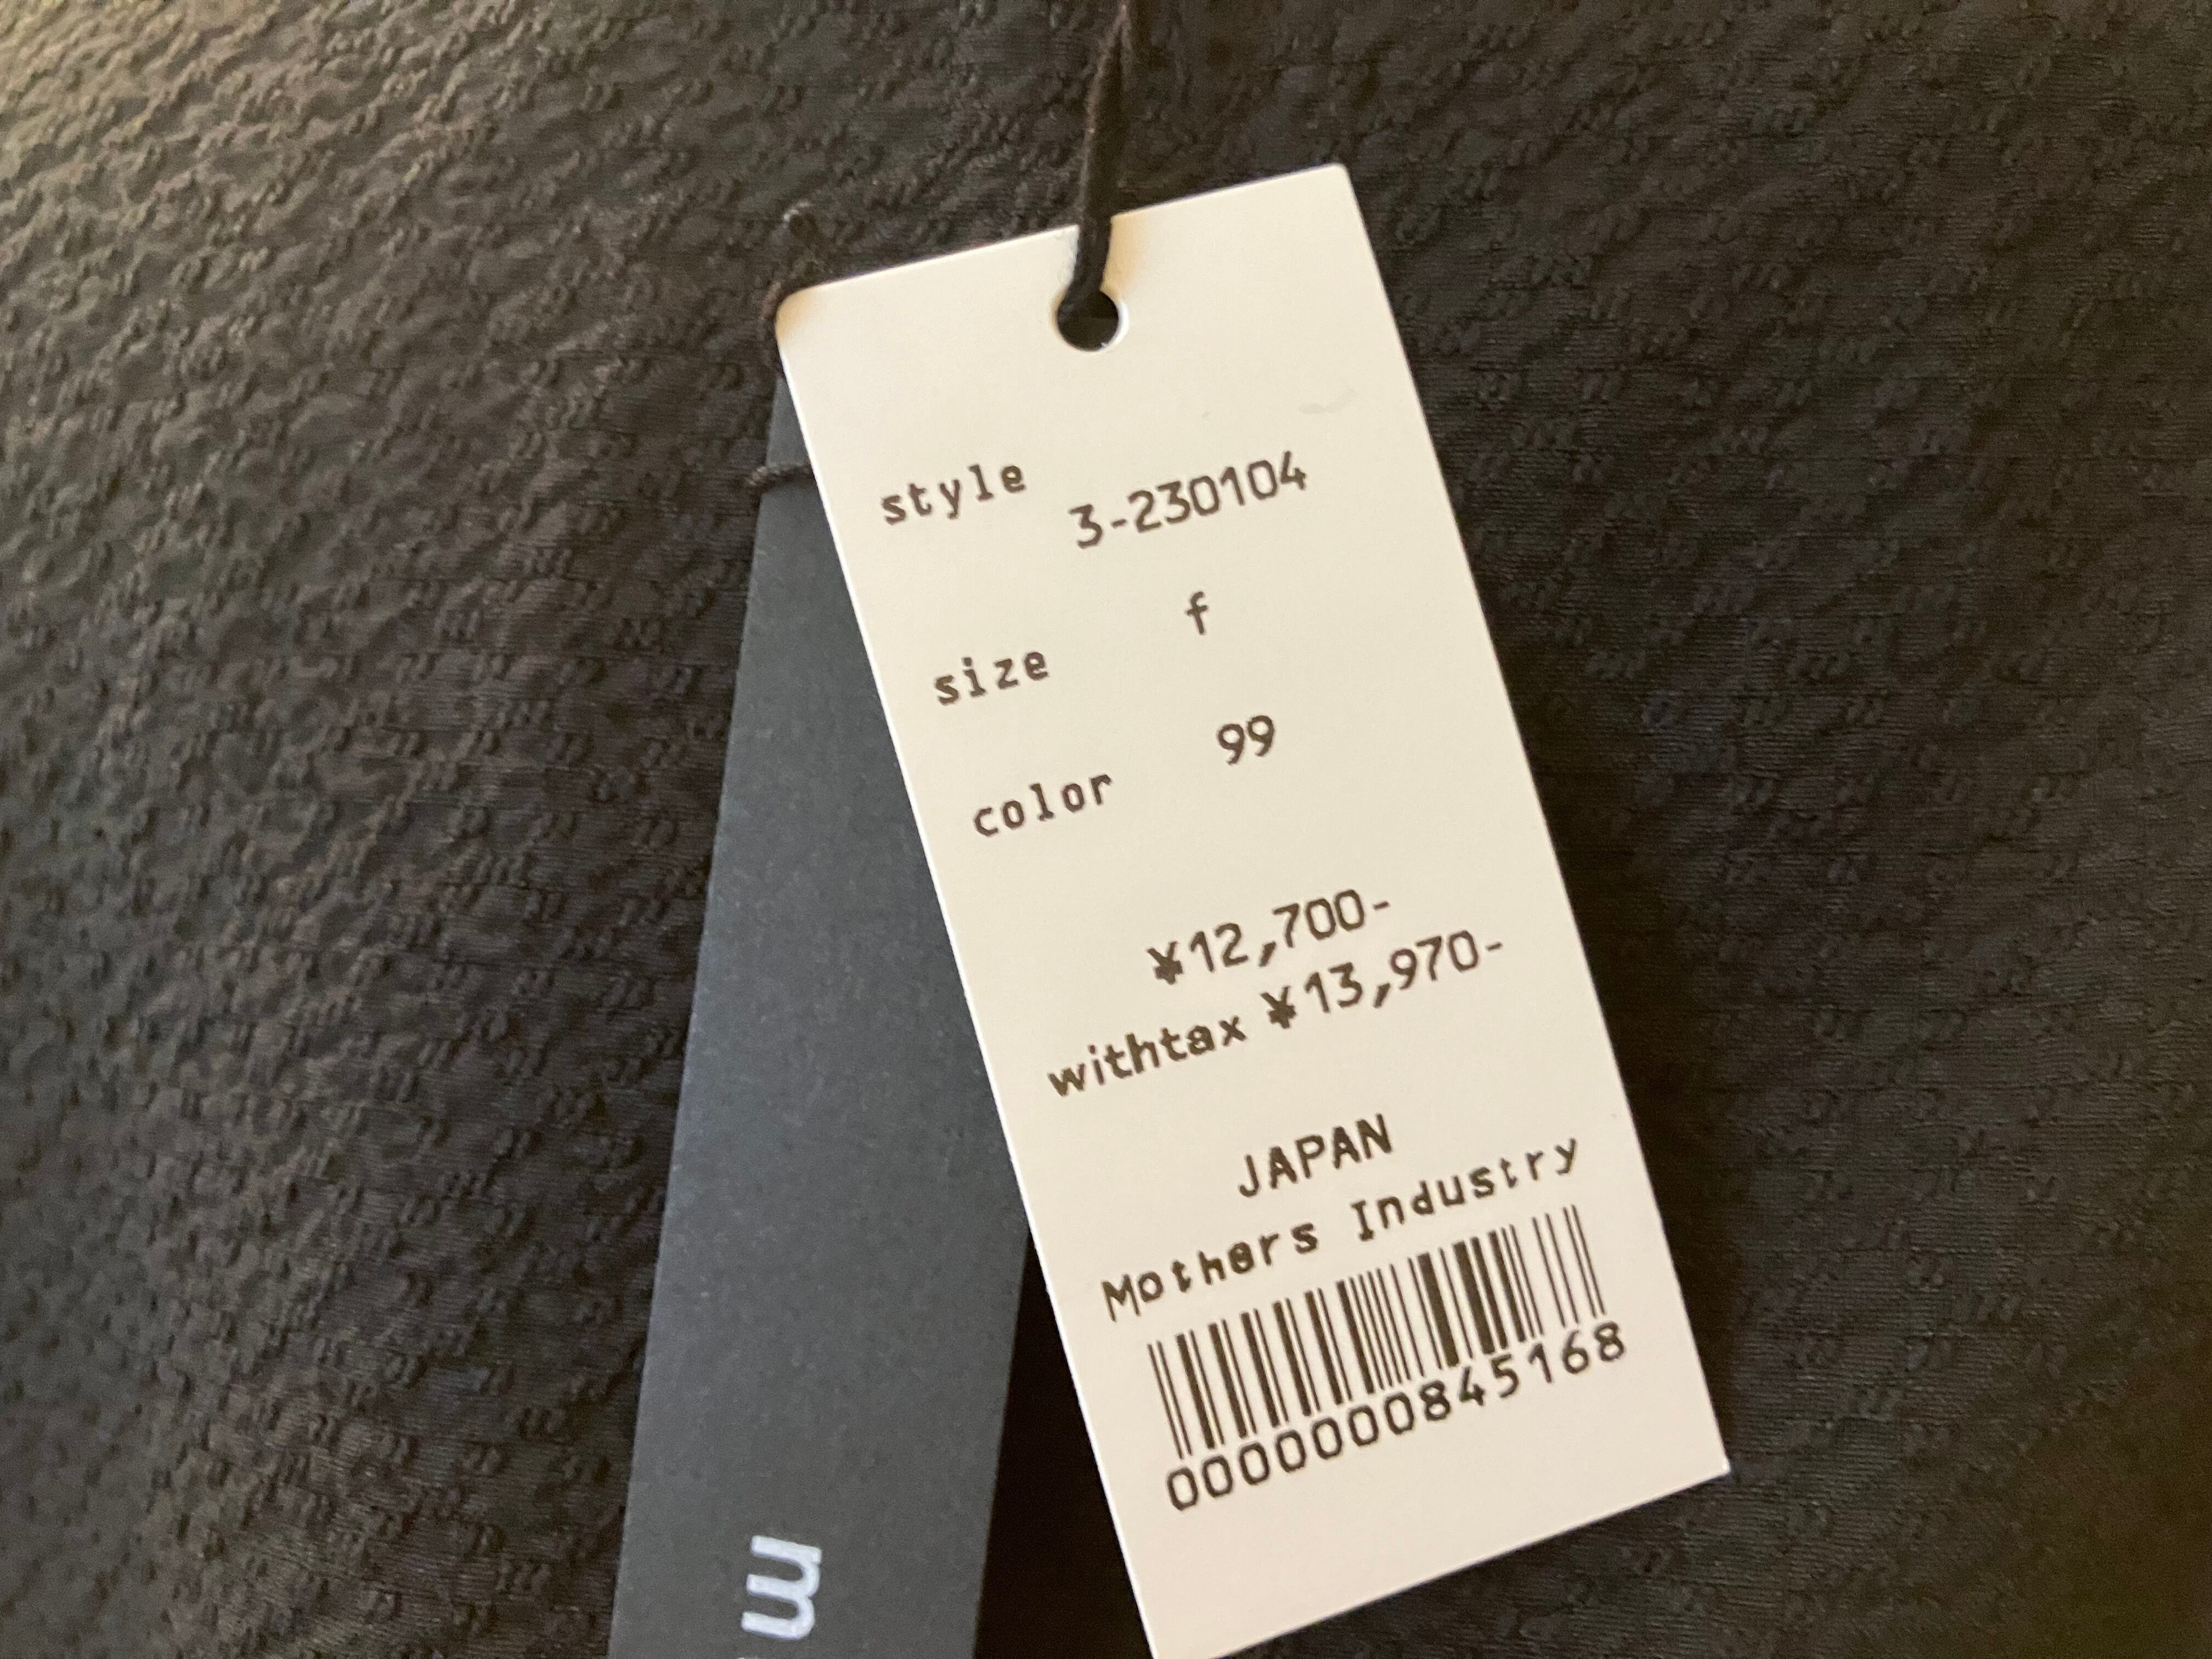 style 3-230104
size f
color 99
¥12,700-
withtax ¥13,970-
JAPAN
Mothers Industry
0000000845168
m